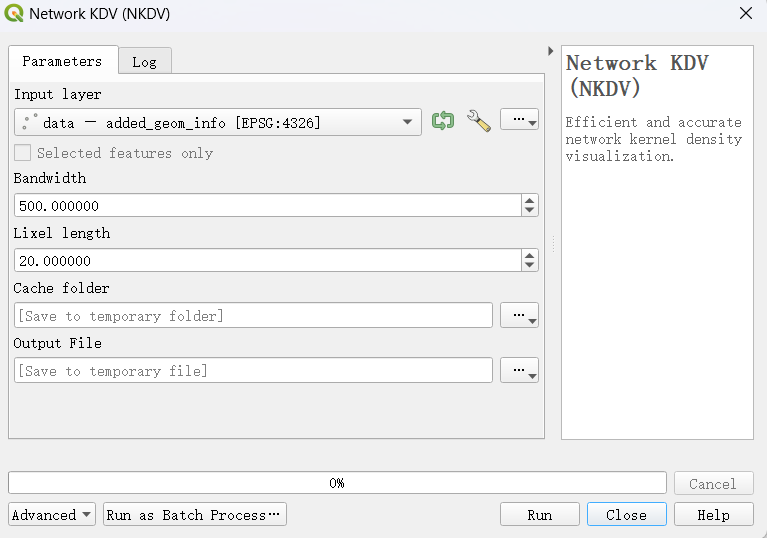 Network KDV (NKDV)
Parameters
Log
Input layer
data — added_geom_info [EPSG:4326]
Selected features only
Bandwidth
500.000000
Lixel length
20.000000
Cache folder
[Save to temporary folder]
Output File
[Save to temporary file]
Network KDV
(NKDV)
Efficient and accurate
network kernel density
visualization.
0%
Cancel
Advanced
Run as Batch Process…
Run
Close
Help